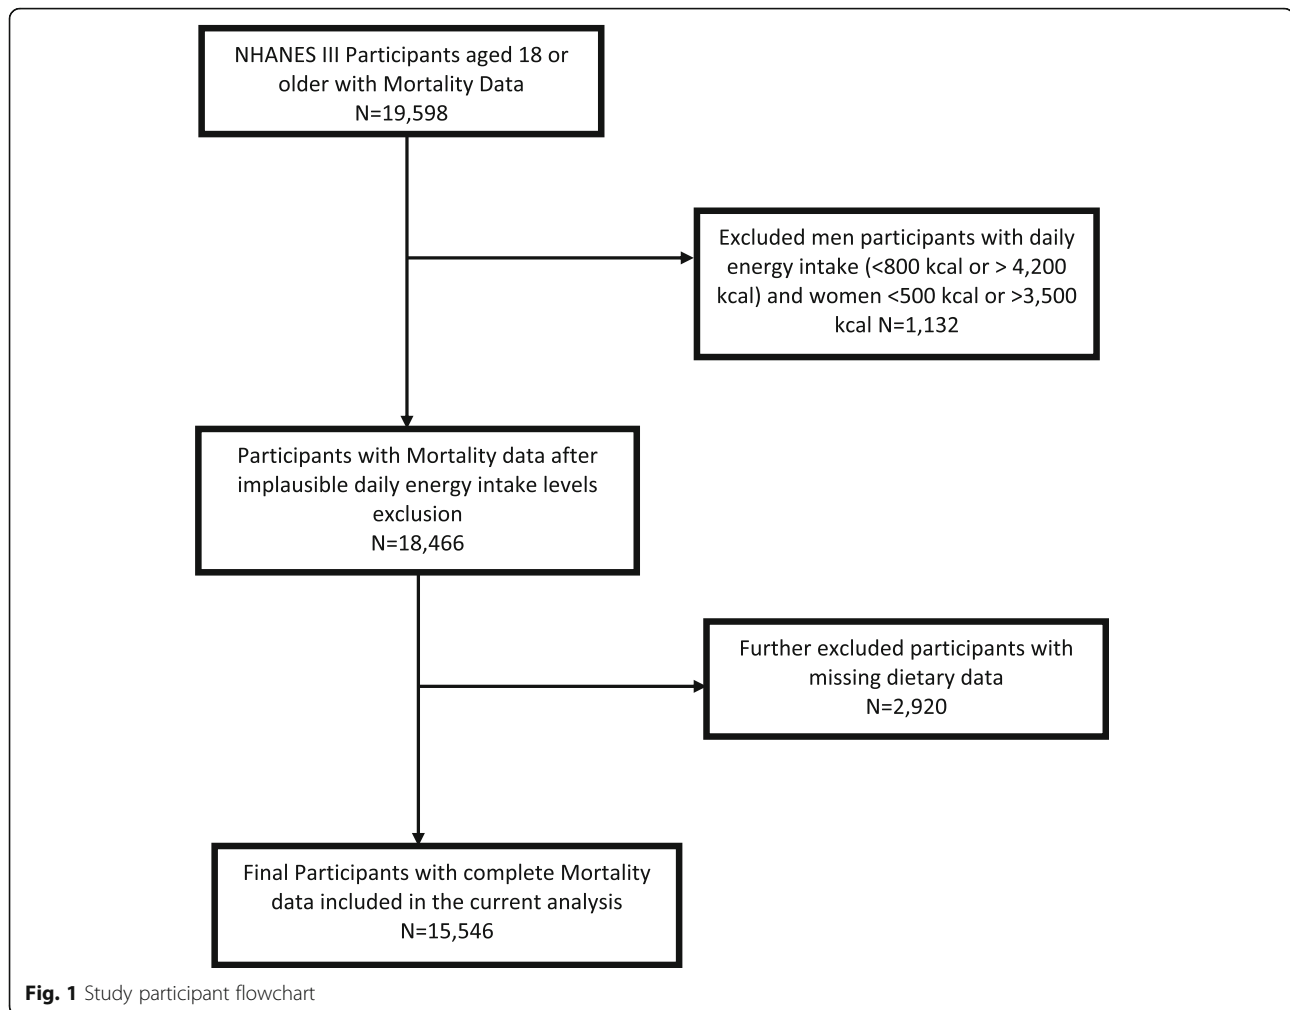 NHANES III Participants aged 18 or
older with Mortality Data
N=19,598
Excluded men participants with daily
energy intake (<800 kcal or > 4,200
kcal) and women <500 kcal or >3,500
kcal N=1,132
Participants with Mortality data after
implausible daily energy intake levels
exclusion
N=18,466
Further excluded participants with
missing dietary data
N=2,920
Final Participants with complete Mortality
data included in the current analysis
N=15,546
Fig. 1 Study participant flowchart